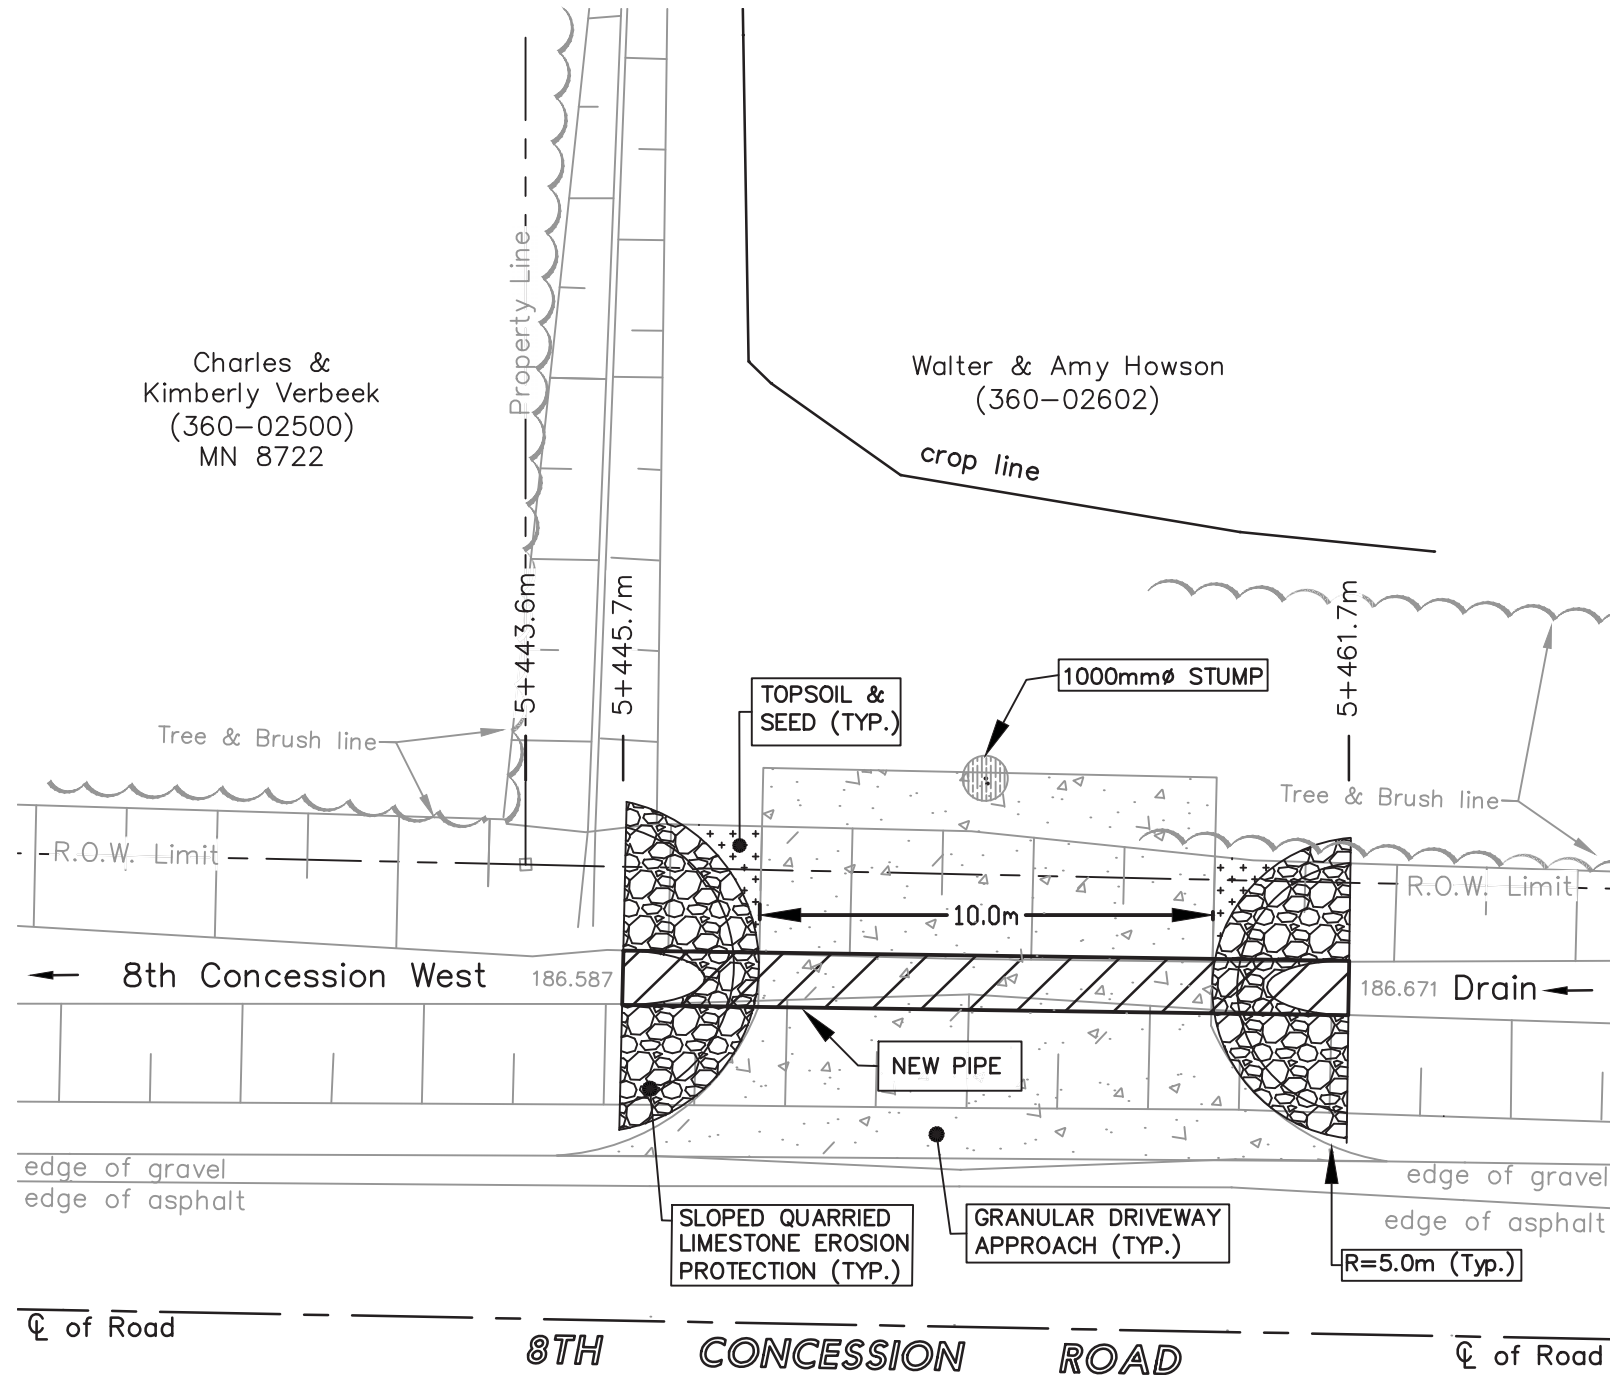 Property Line
Charles &
Kimberly Verbeek
(360-02500)
MN 8722
Walter & Amy Howson
(360-02602)
crop line
5+443.6m
5+445.7m
5+461.7m
1000mmø STUMP
TOPSOIL &
SEED (TYP.)
Tree & Brush line
Tree & Brush line
R.O.W. Limit
R.O.W. Limit
10.0m
8th Concession West
186.587
186.671
Drain
NEW PIPE
edge of gravel
edge of asphalt
edge of gravel
edge of asphalt
SLOPED QUARRIED
LIMESTONE EROSION
PROTECTION (TYP.)
GRANULAR DRIVEWAY
APPROACH (TYP.)
R=5.0m (Typ.)
℄ of Road
8TH CONCESSION ROAD
℄ of Road